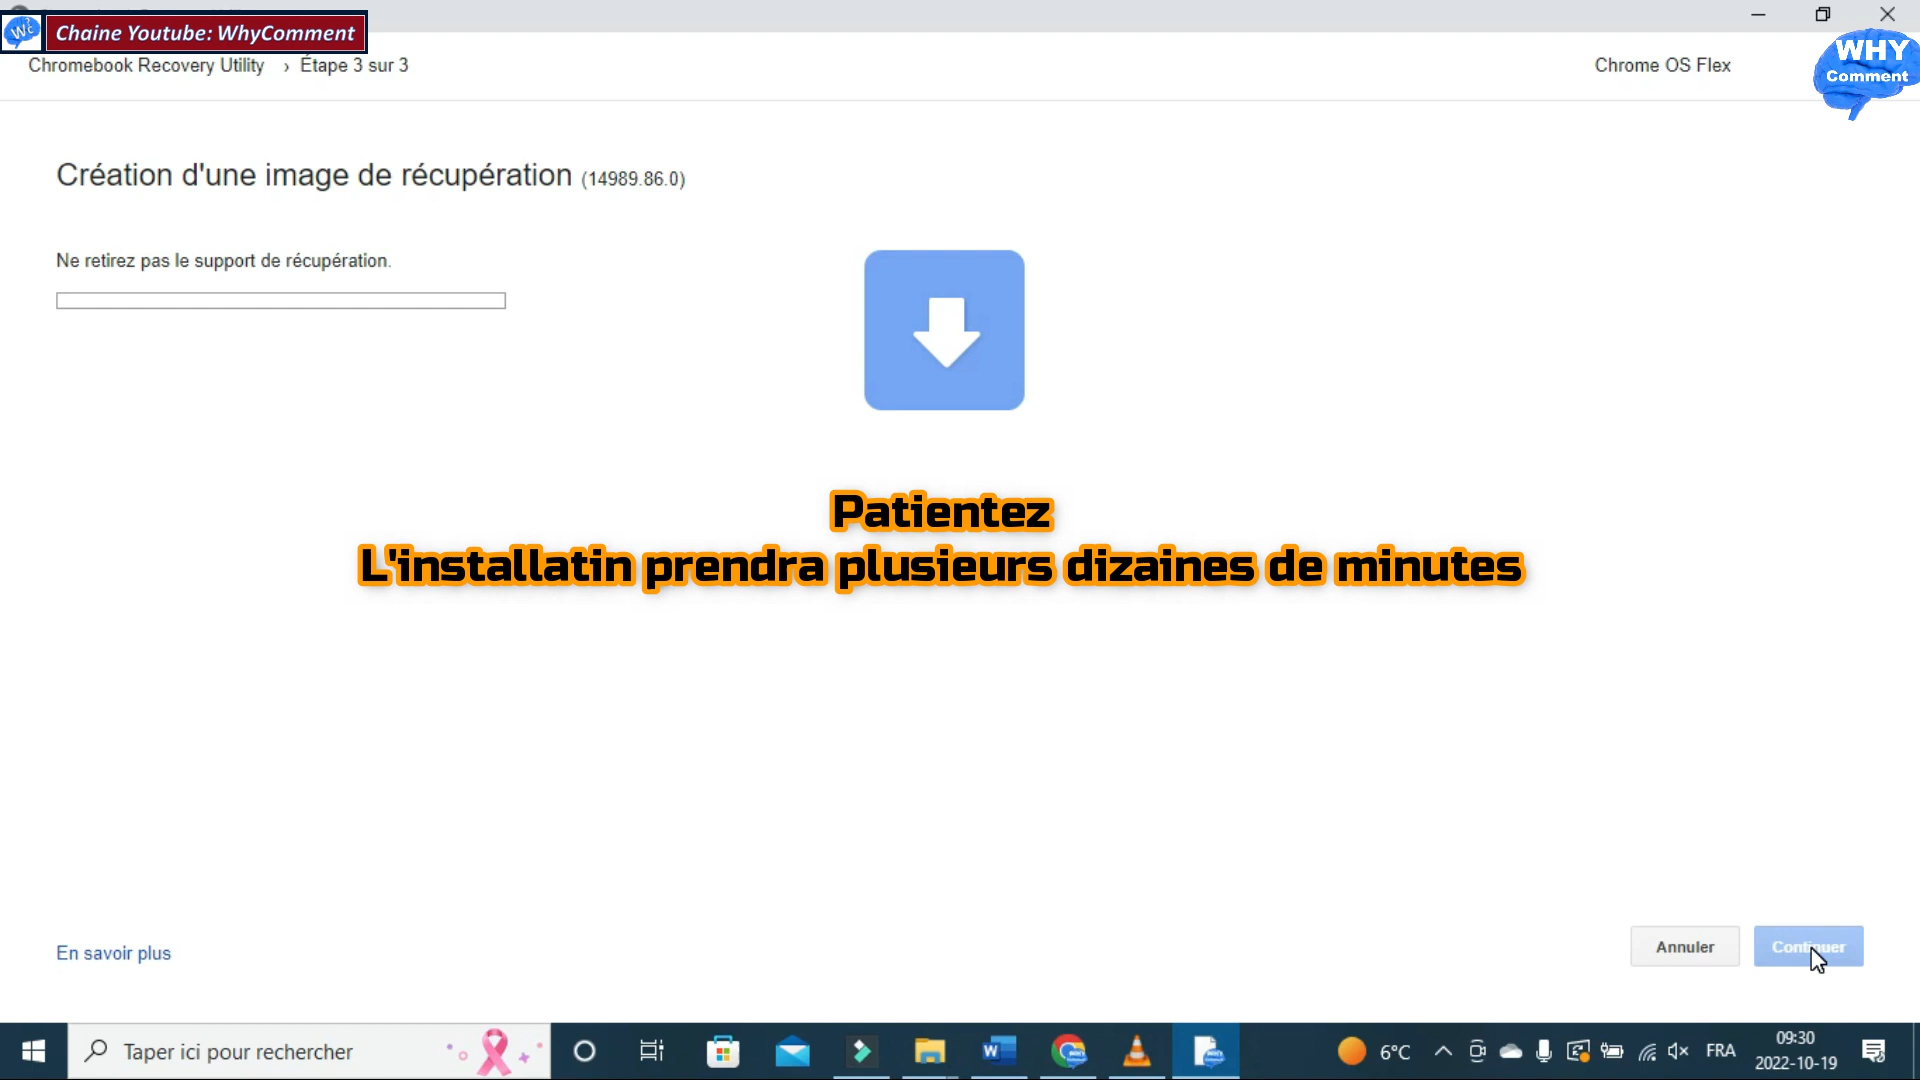 Wc
Chaine Youtube: WhyComment
WHY
Comment
Chromebook Recovery Utility › Étape 3 sur 3
Chrome OS Flex
Création d'une image de récupération (14989.86.0)
Ne retirez pas le support de récupération.
Patientez
L'installatin prendra plusieurs dizaines de minutes
En savoir plus
Annuler
Continuer
Taper ici pour rechercher
6°C
FRA
09:30
2022-10-19